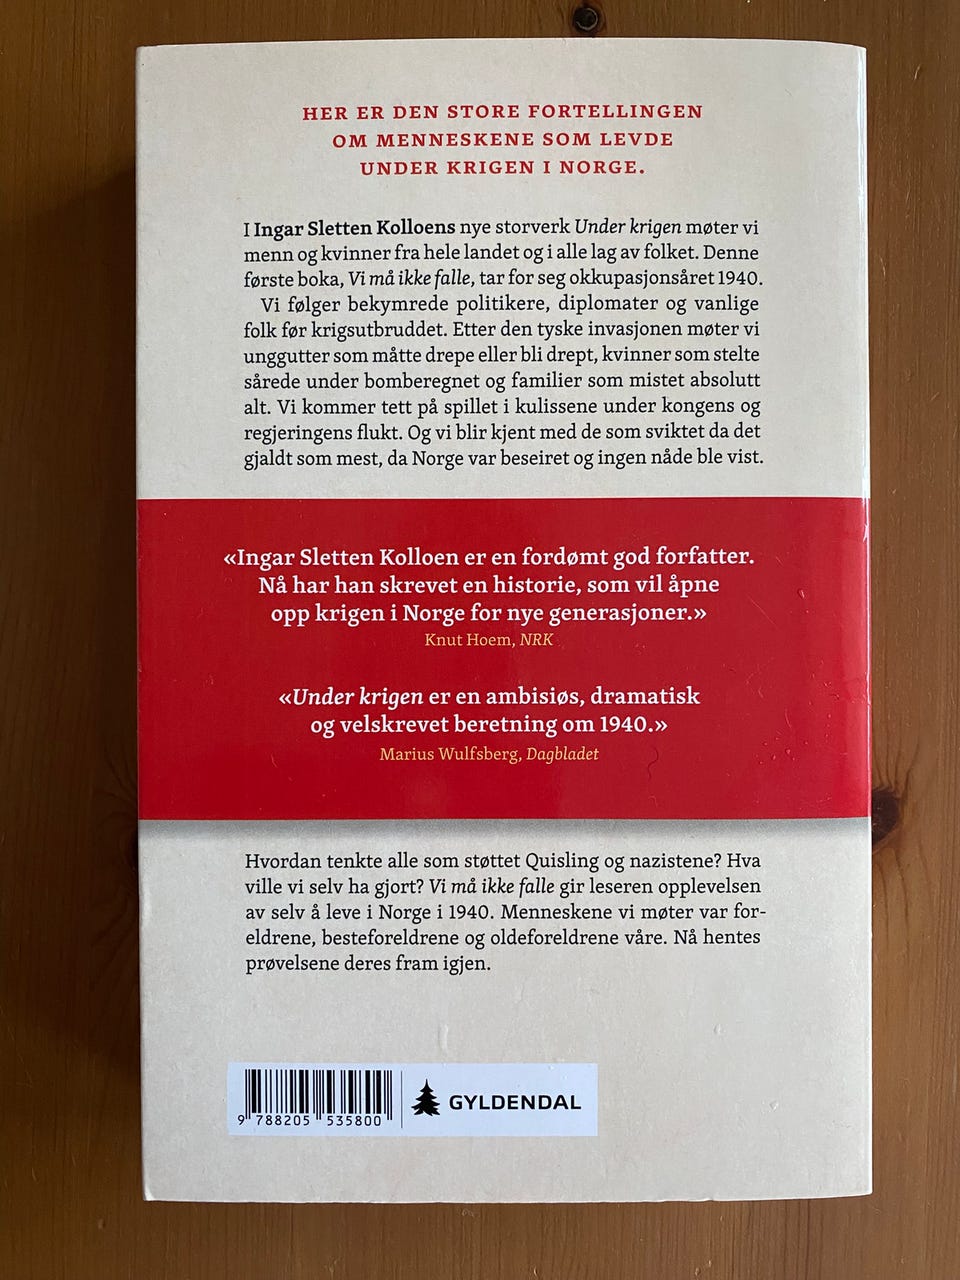 HER ER DEN STORE FORTELLINGEN
OM MENNESKENE SOM LEVDE
UNDER KRIGEN I NORGE.
I Ingar Sletten Kolloens nye storverk Under krigen møter vi
menn og kvinner fra hele landet og i alle lag av folket. Denne
første boka, Vi må ikke falle, tar for seg okkupasjonsåret 1940.
Vi følger bekymrede politikere, diplomater og vanlige
folk før krigsutbruddet. Etter den tyske invasjonen møter vi
unggutter som måtte drepe eller bli drept, kvinner som stelte
sårede under bomberegnet og familier som mistet absolutt
alt. Vi kommer tett på spillet i kulissene under kongens og
regjeringens flukt. Og vi blir kjent med de som sviktet da det
gjaldt som mest, da Norge var beseiret og ingen nåde ble vist.
«Ingar Sletten Kolloen er en fordømt god forfatter.
Nå har han skrevet en historie, som vil åpne
opp krigen i Norge for nye generasjoner.»
Knut Hoem, NRK
«Under krigen er en ambisiøs, dramatisk
og velskrevet beretning om 1940.»
Marius Wulfsberg, Dagbladet
Hvordan tenkte alle som støttet Quisling og nazistene? Hva
ville vi selv ha gjort? Vi må ikke falle gir leseren opplevelsen
av selv å leve i Norge i 1940. Menneskene vi møter var for-
eldrene, besteforeldrene og oldeforeldrene våre. Nå hentes
prøvelsene deres fram igjen.
9 788205 535800
GYLDENDAL